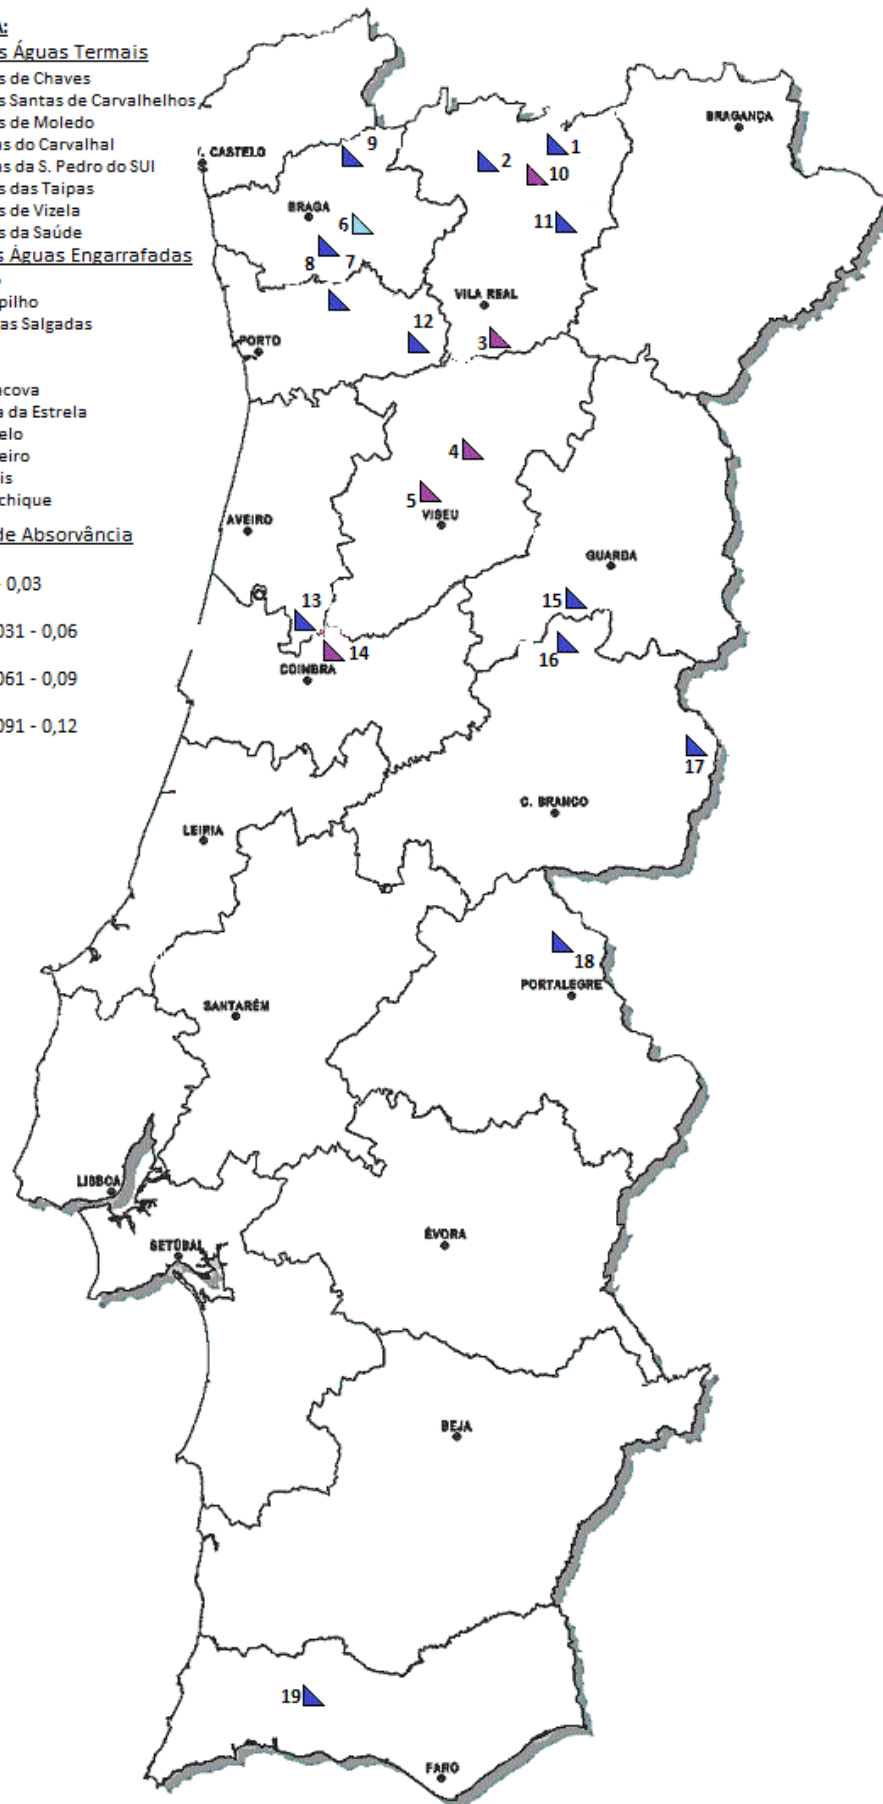 A:
s Águas Termais
s de Chaves
s Santas de Carvalhelhos
s de Moledo
as do Carvalhal
as da S. Pedro do SUl
s das Taipas
s de Vizela
s da Saúde
s Águas Engarrafadas
pilho
as Salgadas
acova
a da Estrela
elo
eiro
is
chique
de Absorvância
- 0,03
031 - 0,06
061 - 0,09
091 - 0,12
BRAGANÇA
V. CASTELO
9
2
1
10
BRAGA
6
11
8
7
VILA REAL
12
3
PORTO
4
5
VISEU
AVEIRO
GUARDA
13
15
14
16
COIMBRA
17
C. BRANCO
LEIRIA
18
PORTALEGRE
SANTARÉM
LISBOA
ÉVORA
SETÚBAL
BEJA
19
FARO